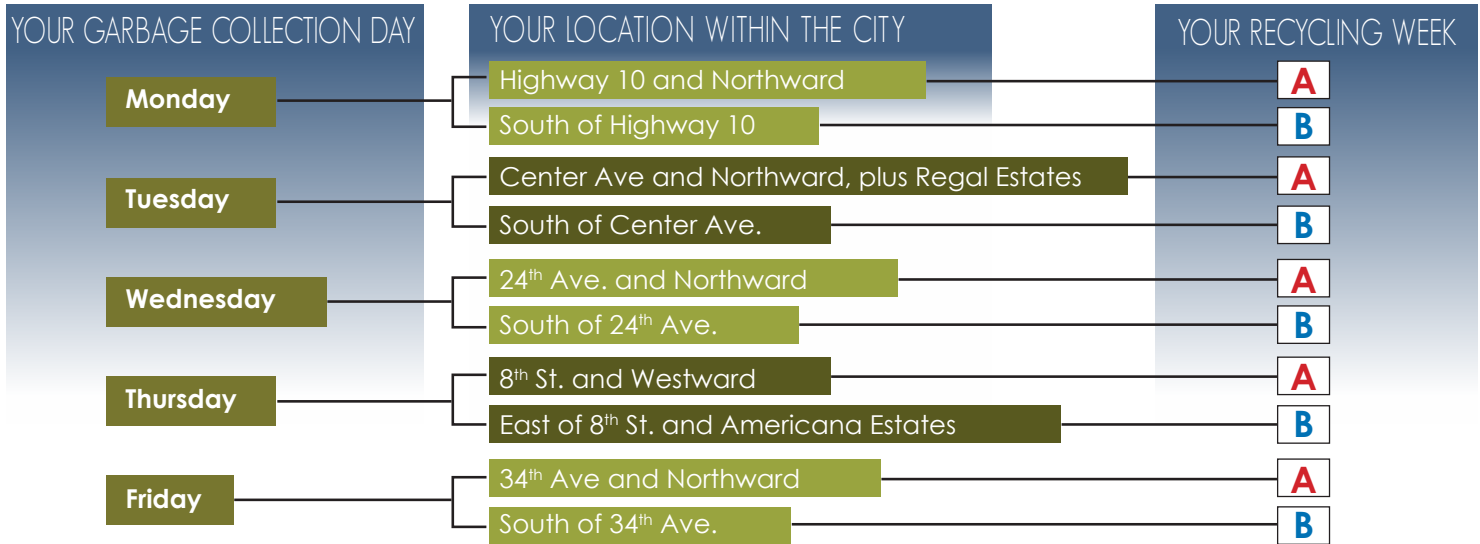 YOUR GARBAGE COLLECTION DAY
YOUR LOCATION WITHIN THE CITY
YOUR RECYCLING WEEK
Monday
Highway 10 and Northward
A
South of Highway 10
B
Tuesday
Center Ave and Northward, plus Regal Estates
A
South of Center Ave.
B
Wednesday
24th Ave. and Northward
A
South of 24th Ave.
B
Thursday
8th St. and Westward
A
East of 8th St. and Americana Estates
B
Friday
34th Ave and Northward
A
South of 34th Ave.
B